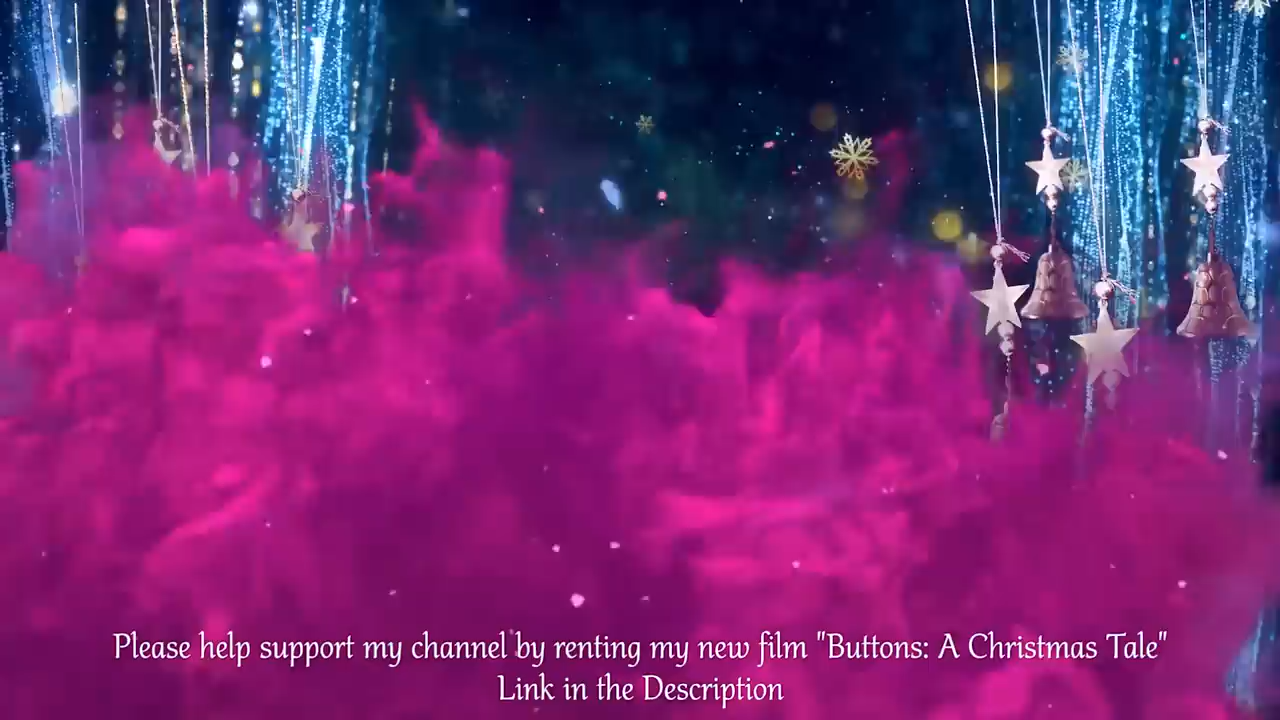 Please help support my channel by renting my new film "Buttons: A Christmas Tale"
Link in the Description